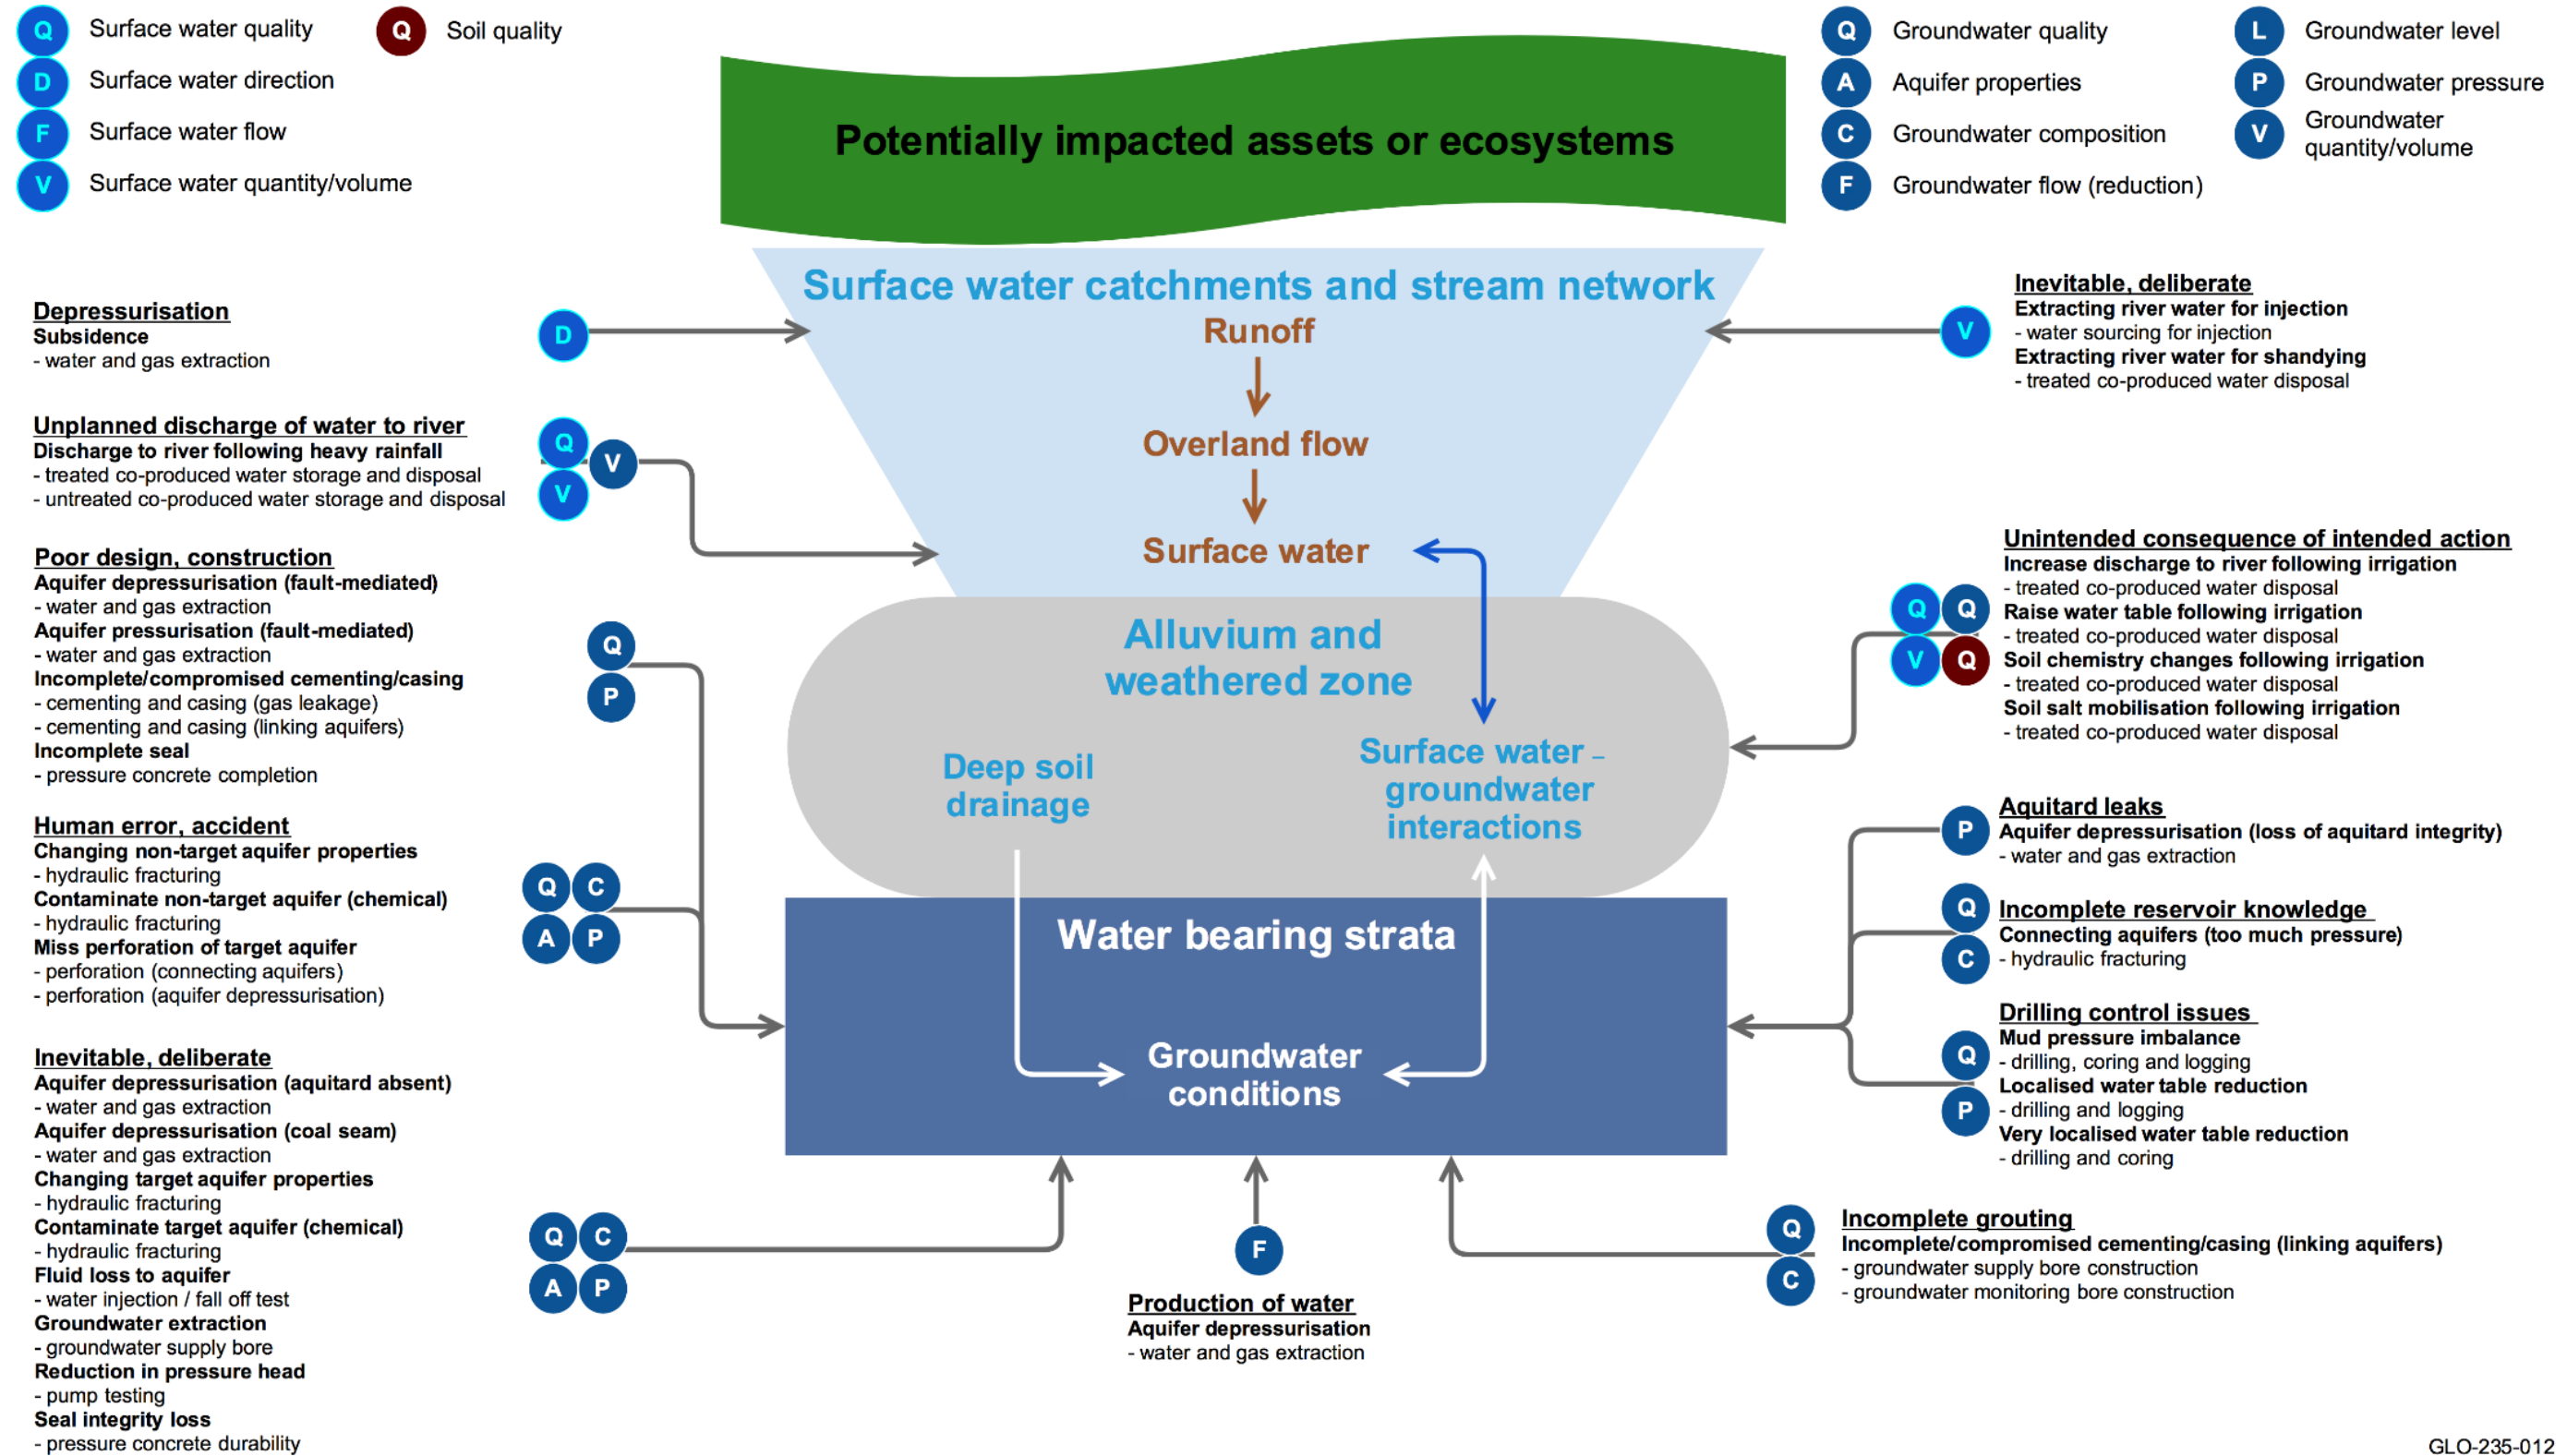 Q Surface water quality
D Surface water direction
F Surface water flow
V Surface water quantity/volume
Q Soil quality
Q Groundwater quality
A Aquifer properties
C Groundwater composition
F Groundwater flow (reduction)
L Groundwater level
P Groundwater pressure
V Groundwater
quantity/volume
Potentially impacted assets or ecosystems
Surface water catchments and stream network
Runoff
Overland flow
Surface water
Alluvium and
weathered zone
Deep soil
drainage
Surface water –
groundwater
interactions
Water bearing strata
Groundwater
conditions
Depressurisation
Subsidence
- water and gas extraction
D
Unplanned discharge of water to river
Discharge to river following heavy rainfall
- treated co-produced water storage and disposal
- untreated co-produced water storage and disposal
Q
V
V
Poor design, construction
Aquifer depressurisation (fault-mediated)
- water and gas extraction
Aquifer pressurisation (fault-mediated)
- water and gas extraction
Incomplete/compromised cementing/casing
- cementing and casing (gas leakage)
- cementing and casing (linking aquifers)
Incomplete seal
- pressure concrete completion
Q
P
Human error, accident
Changing non-target aquifer properties
- hydraulic fracturing
Contaminate non-target aquifer (chemical)
- hydraulic fracturing
Miss perforation of target aquifer
- perforation (connecting aquifers)
- perforation (aquifer depressurisation)
Q C
A P
Inevitable, deliberate
Aquifer depressurisation (aquitard absent)
- water and gas extraction
Aquifer depressurisation (coal seam)
- water and gas extraction
Changing target aquifer properties
- hydraulic fracturing
Contaminate target aquifer (chemical)
- hydraulic fracturing
Fluid loss to aquifer
- water injection / fall off test
Groundwater extraction
- groundwater supply bore
Reduction in pressure head
- pump testing
Seal integrity loss
- pressure concrete durability
Q C
A P
F
Production of water
Aquifer depressurisation
- water and gas extraction
V
Inevitable, deliberate
Extracting river water for injection
- water sourcing for injection
Extracting river water for shandying
- treated co-produced water disposal
Q Q
V Q
Unintended consequence of intended action
Increase discharge to river following irrigation
- treated co-produced water disposal
Raise water table following irrigation
- treated co-produced water disposal
Soil chemistry changes following irrigation
- treated co-produced water disposal
Soil salt mobilisation following irrigation
- treated co-produced water disposal
P
Aquitard leaks
Aquifer depressurisation (loss of aquitard integrity)
- water and gas extraction
Q
C
Incomplete reservoir knowledge
Connecting aquifers (too much pressure)
- hydraulic fracturing
Q
P
Drilling control issues
Mud pressure imbalance
- drilling, coring and logging
Localised water table reduction
- drilling and logging
Very localised water table reduction
- drilling and coring
Q
C
Incomplete grouting
Incomplete/compromised cementing/casing (linking aquifers)
- groundwater supply bore construction
- groundwater monitoring bore construction
GLO-235-012